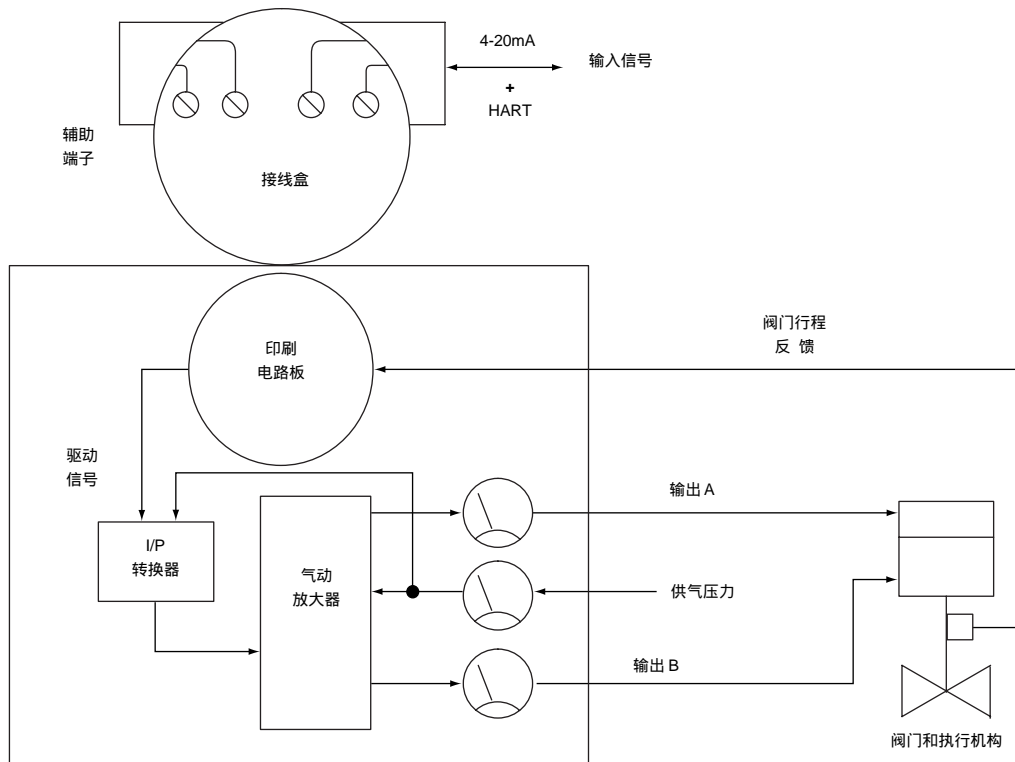 4-20mA
+
HART
输入信号
辅助
端子
接线盒
印刷
电路板
阀门行程
反 馈
驱动
信号
I/P
转换器
气动
放大器
输出 A
供气压力
输出 B
阀门和执行机构